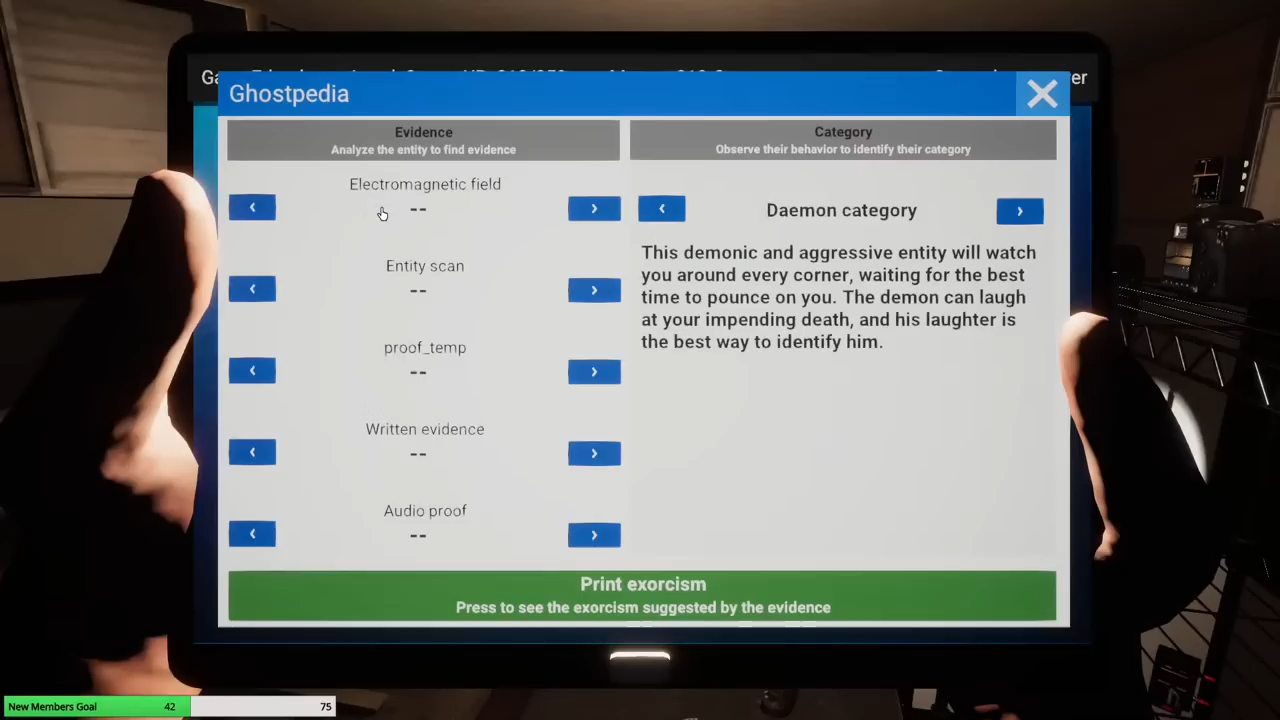 Ga
er
Ghostpedia
Evidence
Analyze the entity to find evidence
Category
Observe their behavior to identify their category
Electromagnetic field
--
Entity scan
--
proof_temp
--
Written evidence
--
Audio proof
--
Daemon category
This demonic and aggressive entity will watch
you around every corner, waiting for the best
time to pounce on you. The demon can laugh
at your impending death, and his laughter is
the best way to identify him.
Print exorcism
Press to see the exorcism suggested by the evidence
New Members Goal 42 75